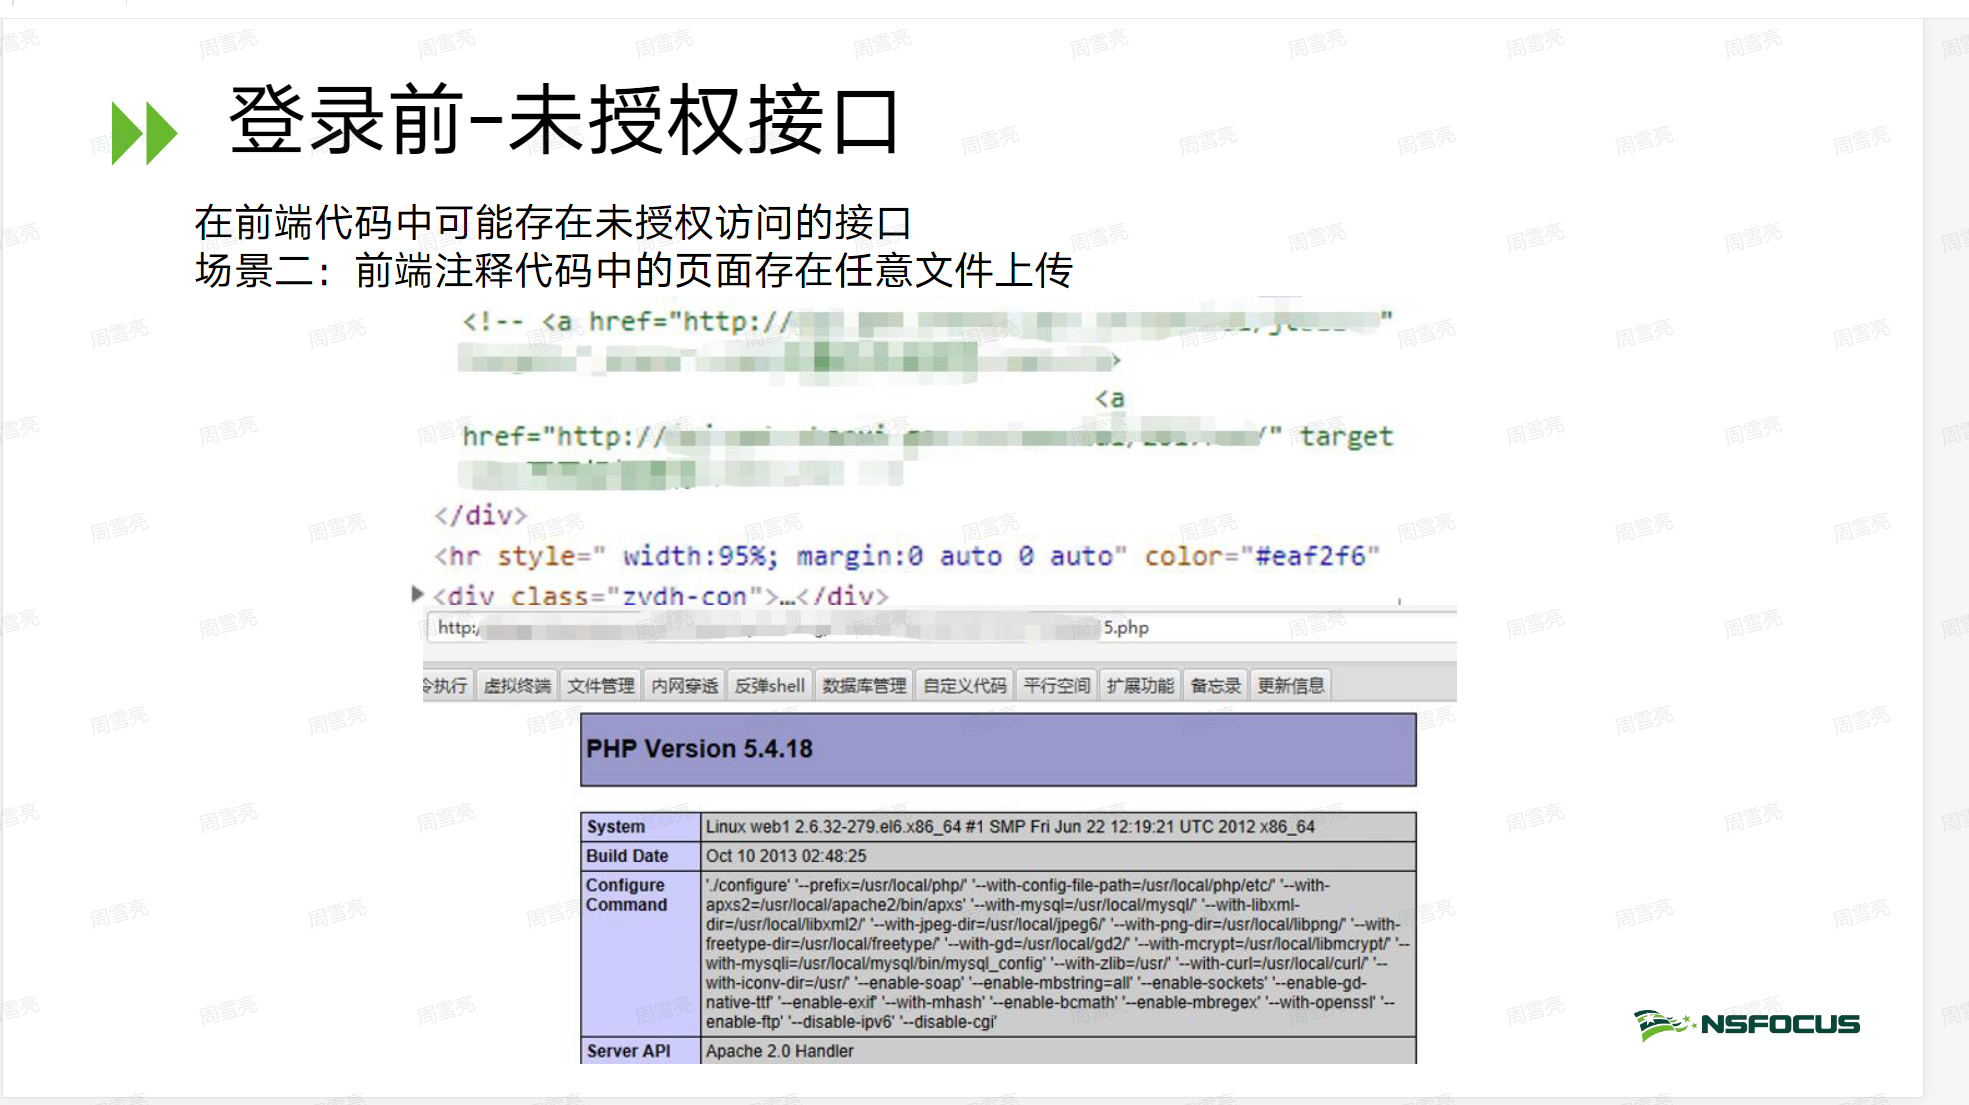 登录前-未授权接口
在前端代码中可能存在未授权访问的接口
场景二：前端注释代码中的页面存在任意文件上传
<!-- <a href="http://"
>
<a
href="http:///" target
</div>
<hr style=" width:95%; margin:0 auto 0 auto" color="#eaf2f6"
<div class="zydh-con">…</div>
http:/5.php
令执行 虚拟终端 文件管理 内网穿透 反弹shell 数据库管理 自定义代码 平行空间 扩展功能 备忘录 更新信息
PHP Version 5.4.18
System Linux web1 2.6.32-279.el6.x86_64 #1 SMP Fri Jun 22 12:19:21 UTC 2012 x86_64
Build Date Oct 10 2013 02:48:25
Configure Command './configure' '--prefix=/usr/local/php/' '--with-config-file-path=/usr/local/php/etc/' '--with-
apxs2=/usr/local/apache2/bin/apxs' '--with-mysql=/usr/local/mysql/' '--with-libxml-
dir=/usr/local/libxml2/' '--with-jpeg-dir=/usr/local/jpeg6/' '--with-png-dir=/usr/local/libpng/' '--with-
freetype-dir=/usr/local/freetype/' '--with-gd=/usr/local/gd2/' '--with-mcrypt=/usr/local/libmcrypt/' '--
with-mysqli=/usr/local/mysql/bin/mysql_config' '--with-zlib=/usr/' '--with-curl=/usr/local/curl/' '--
with-iconv-dir=/usr/' '--enable-soap' '--enable-mbstring=all' '--enable-sockets' '--enable-gd-
native-ttf' '--enable-exif' '--with-mhash' '--enable-bcmath' '--enable-mbregex' '--with-openssl' '--
enable-ftp' '--disable-ipv6' '--disable-cgi'
Server API Apache 2.0 Handler
NSFOCUS
周雪亮